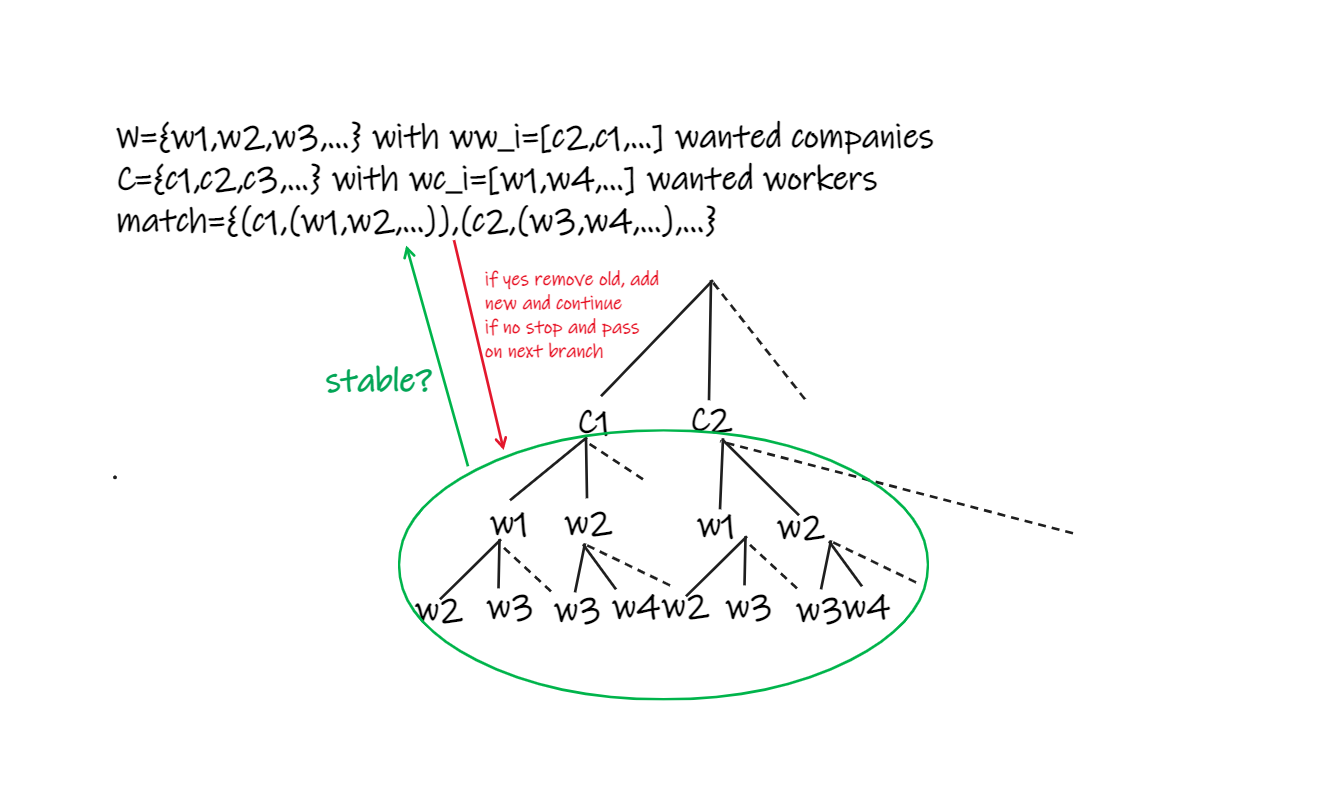 W={w1,w2,w3,...} with ww_i=[c2,c1,...] wanted companies
C={c1,c2,c3,...} with wc_i=[w1,w4,...] wanted workers
match={(c1,(w1,w2,...)),(c2,(w3,w4,...),...}
if yes remove old, add
new and continue
if no stop and pass
on next branch
stable?
C1 C2
w1 w2 w1 w2
w2 w3 w3 w4 w2 w3 w3 w4